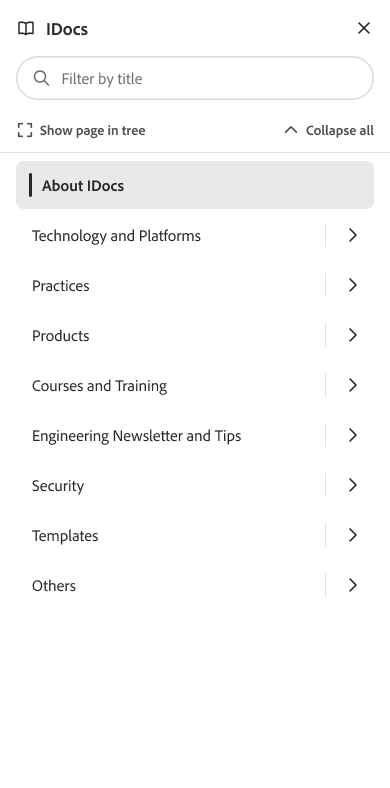 IDocs
Filter by title
Show page in tree
Collapse all
About IDocs
Technology and Platforms
Practices
Products
Courses and Training
Engineering Newsletter and Tips
Security
Templates
Others